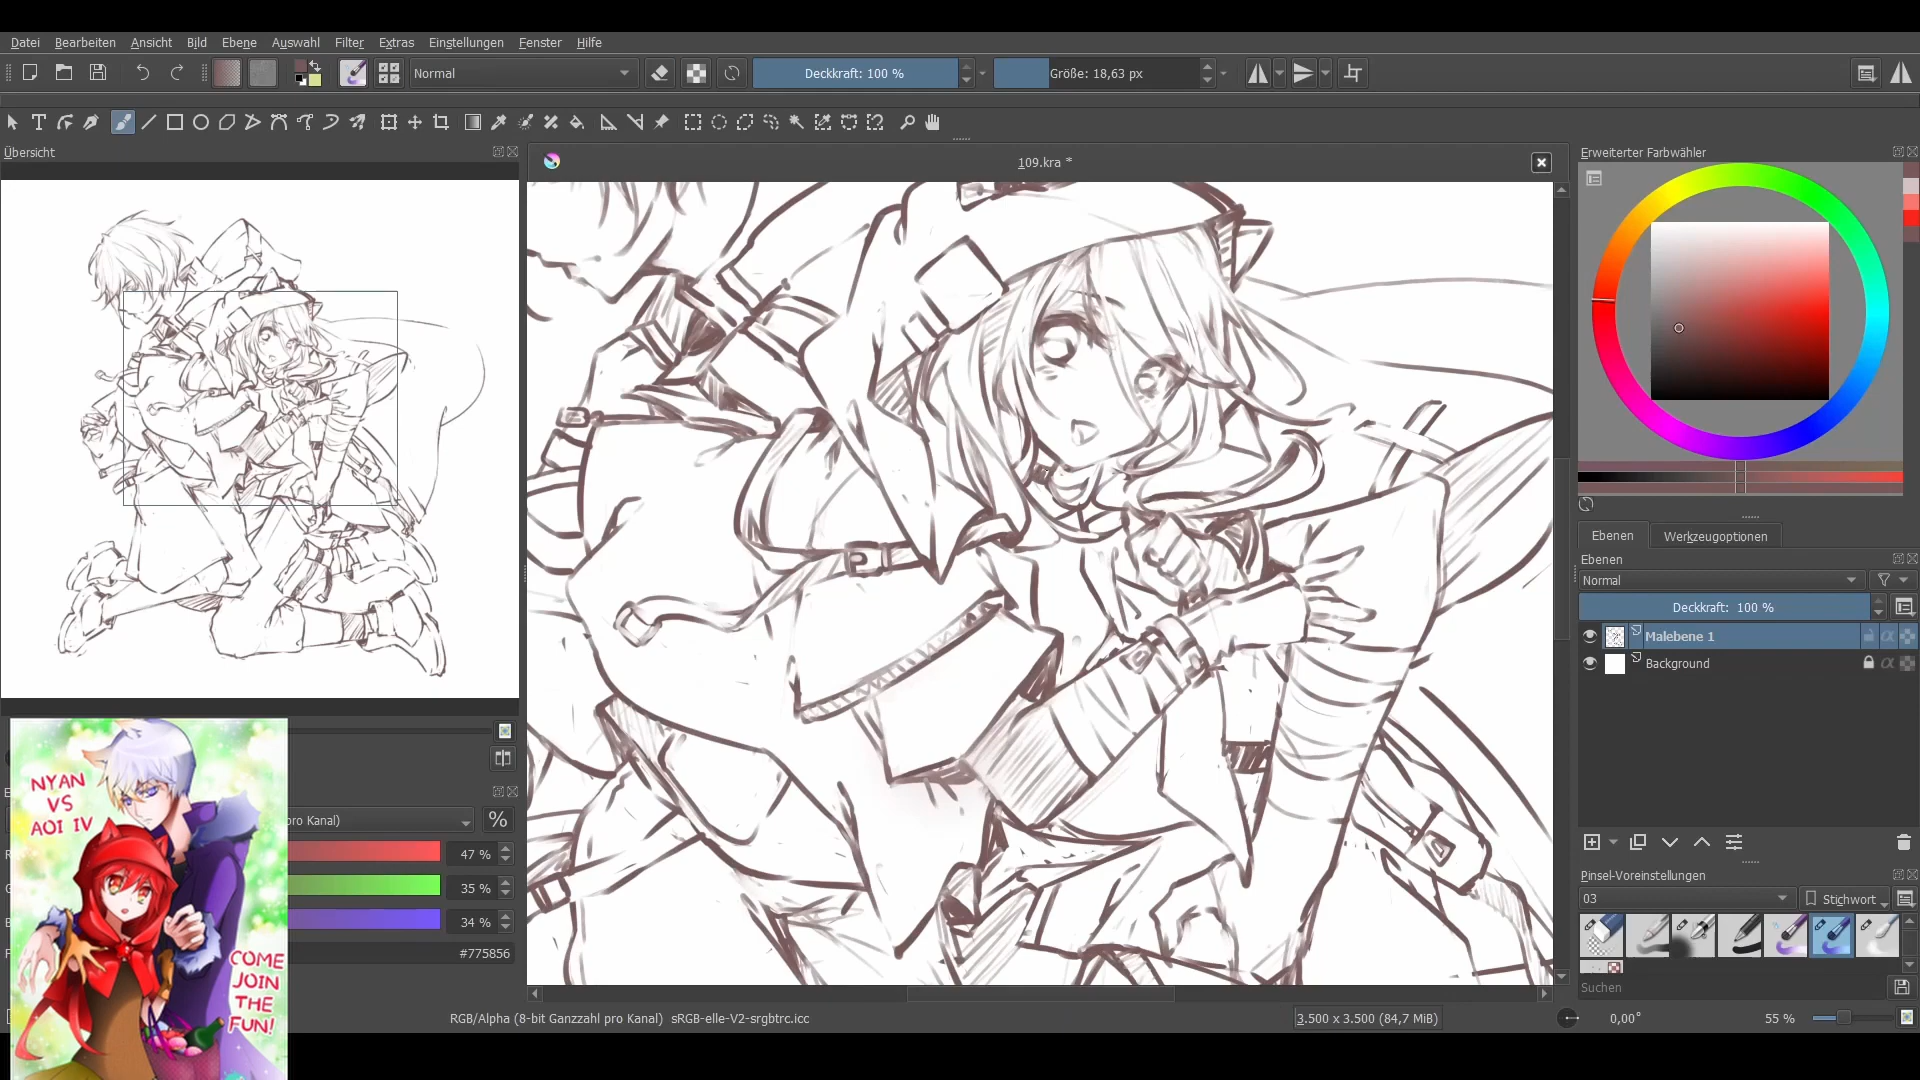 Datei Bearbeiten Ansicht Bild Ebene Auswahl Filter Extras Einstellungen Fenster Hilfe
Normal
Deckkraft: 100 %
Größe: 18,63 px
Übersicht
109.kra *
Erweiterter Farbwähler
Ebenen Werkzeugoptionen
Ebenen
Normal
Deckkraft: 100 %
Malebene 1
Background
Pinsel-Voreinstellungen
03
Stichwort
Suchen
pro Kanal)
%
47 %
35 %
34 %
#775856
NYAN
VS
AOI IV
COME
JOIN
THE
FUN!
RGB/Alpha (8-bit Ganzzahl pro Kanal) sRGB-elle-V2-srgbtrc.icc
3.500 x 3.500 (84,7 MiB)
0,00°
55 %